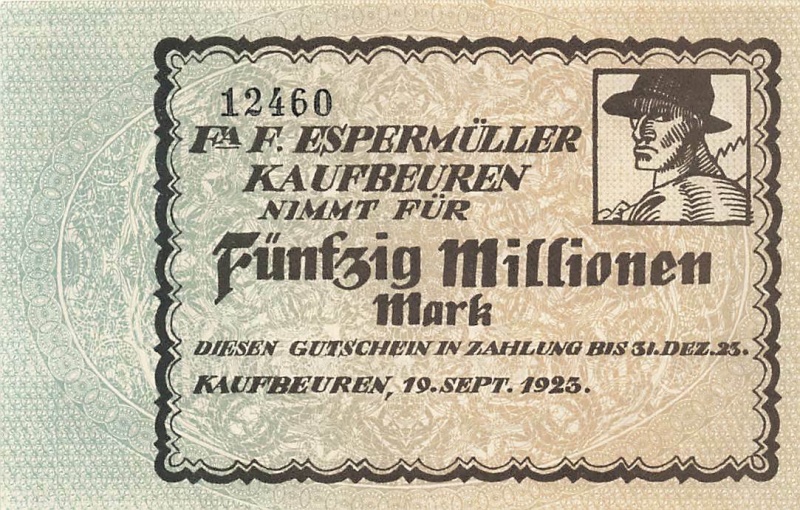 12460
FA F. ESPERMÜLLER
KAUFBEUREN
NIMMT FÜR
Fünfzig Millionen
Mark
DIESEN GUTSCHEIN IN ZAHLUNG BIS 31.DEZ.23.
KAUFBEUREN, 19.SEPT. 1923.